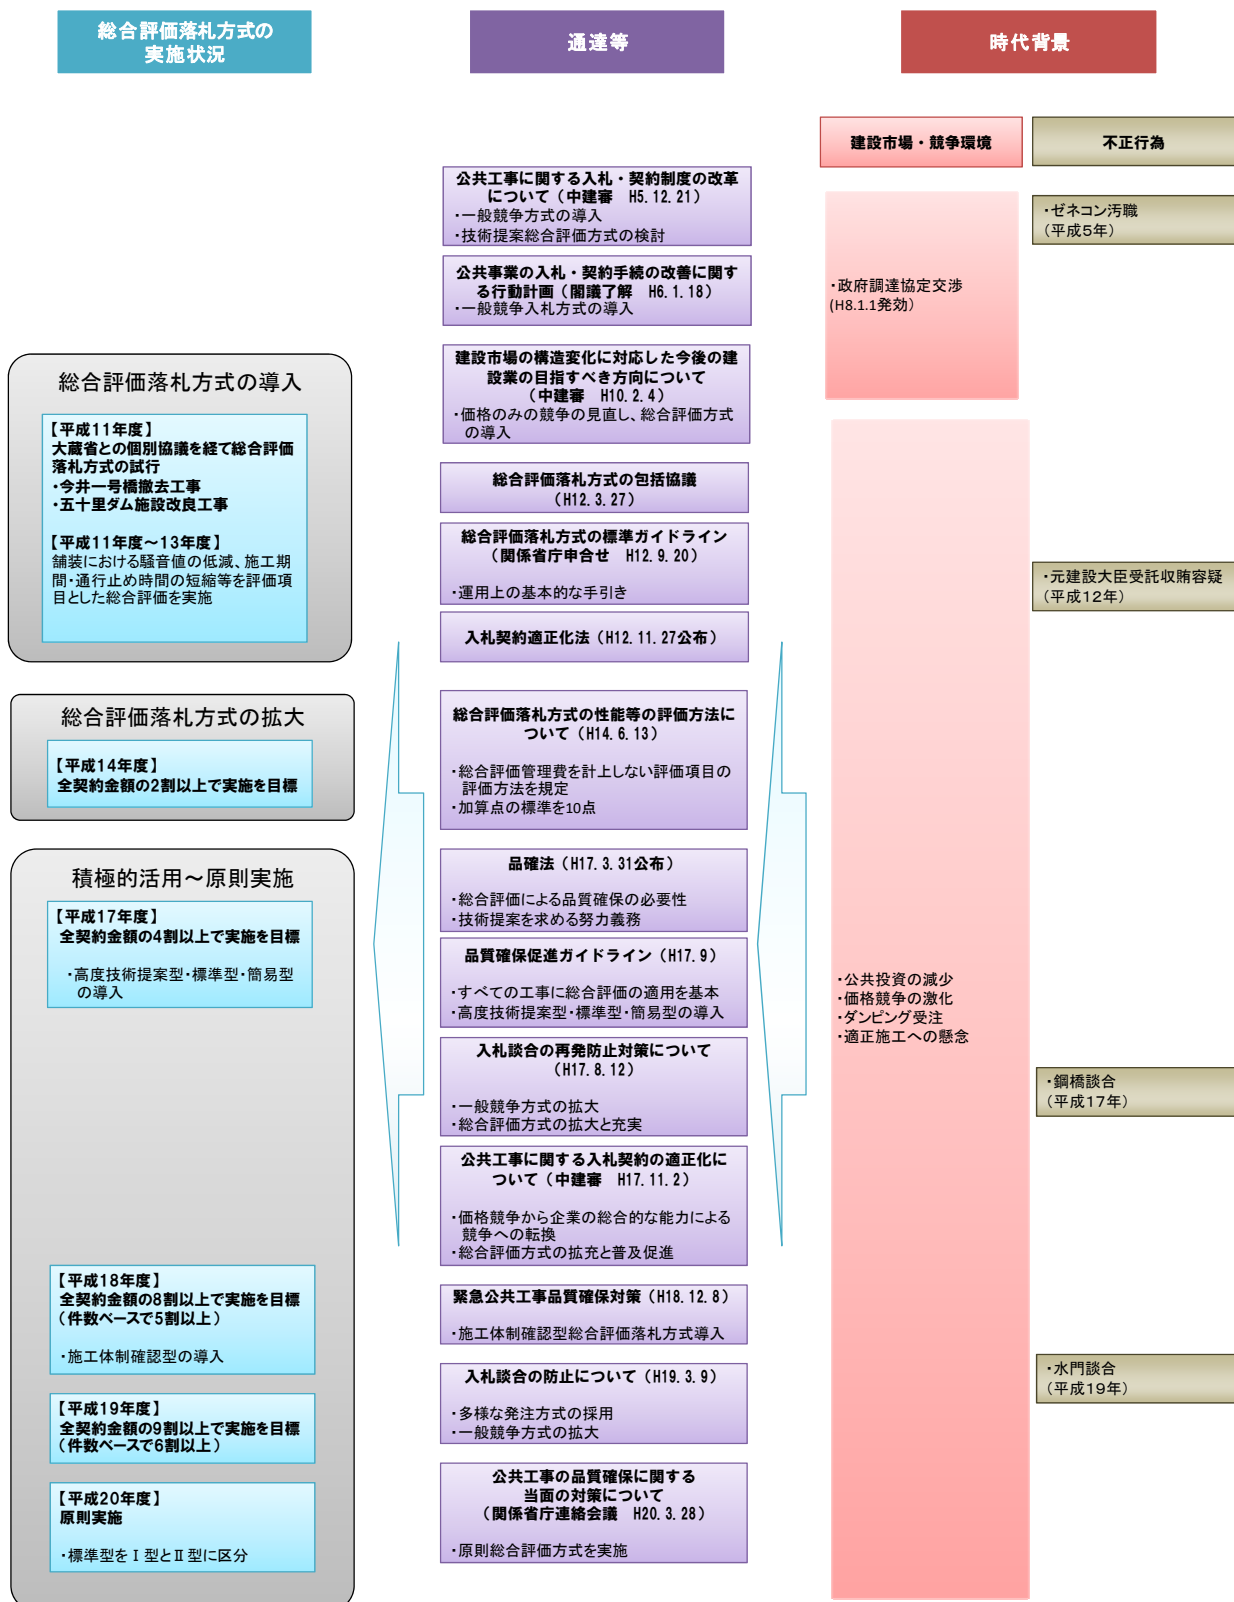 総合評価落札方式の
実施状況
通達等
時代背景
建設市場・競争環境
不正行為
総合評価落札方式の導入
【平成11年度】
大蔵省との個別協議を経て総合評価
落札方式の試行
・今井一号橋撤去工事
・五十里ダム施設改良工事
【平成11年度～13年度】
舗装における騒音値の低減、施工期
間・通行止め時間の短縮等を評価項
目とした総合評価を実施
総合評価落札方式の拡大
【平成14年度】
全契約金額の2割以上で実施を目標
積極的活用～原則実施
【平成17年度】
全契約金額の4割以上で実施を目標
・高度技術提案型・標準型・簡易型
の導入
【平成18年度】
全契約金額の8割以上で実施を目標
（件数ベースで5割以上）
・施工体制確認型の導入
【平成19年度】
全契約金額の9割以上で実施を目標
（件数ベースで6割以上）
【平成20年度】
原則実施
・標準型をⅠ型とⅡ型に区分
公共工事に関する入札・契約制度の改革
について（中建審　H5.12.21）
・一般競争方式の導入
・技術提案総合評価方式の検討
公共事業の入札・契約手続の改善に関す
る行動計画（閣議了解　H6.1.18）
・一般競争入札方式の導入
建設市場の構造変化に対応した今後の建
設業の目指すべき方向について
（中建審　H10.2.4）
・価格のみの競争の見直し、総合評価方式
の導入
総合評価落札方式の包括協議
（H12.3.27）
総合評価落札方式の標準ガイドライン
（関係省庁申合せ　H12.9.20）
・運用上の基本的な手引き
入札契約適正化法（H12.11.27公布）
総合評価落札方式の性能等の評価方法に
ついて（H14.6.13）
・総合評価管理費を計上しない評価項目の
評価方法を規定
・加算点の標準を10点
品確法（H17.3.31公布）
・総合評価による品質確保の必要性
・技術提案を求める努力義務
品質確保促進ガイドライン（H17.9）
・すべての工事に総合評価の適用を基本
・高度技術提案型・標準型・簡易型の導入
入札談合の再発防止対策について
（H17.8.12）
・一般競争方式の拡大
・総合評価方式の拡大と充実
公共工事に関する入札契約の適正化に
ついて（中建審　H17.11.2）
・価格競争から企業の総合的な能力による
競争への転換
・総合評価方式の拡充と普及促進
緊急公共工事品質確保対策（H18.12.8）
・施工体制確認型総合評価落札方式導入
入札談合の防止について（H19.3.9）
・多様な発注方式の採用
・一般競争方式の拡大
公共工事の品質確保に関する
当面の対策について
（関係省庁連絡会議　H20.3.28）
・原則総合評価方式を実施
・政府調達協定交渉
(H8.1.1発効）
・公共投資の減少
・価格競争の激化
・ダンピング受注
・適正施工への懸念
・ゼネコン汚職
（平成5年）
・元建設大臣受託収賄容疑
（平成12年）
・鋼橋談合
（平成17年）
・水門談合
（平成19年）